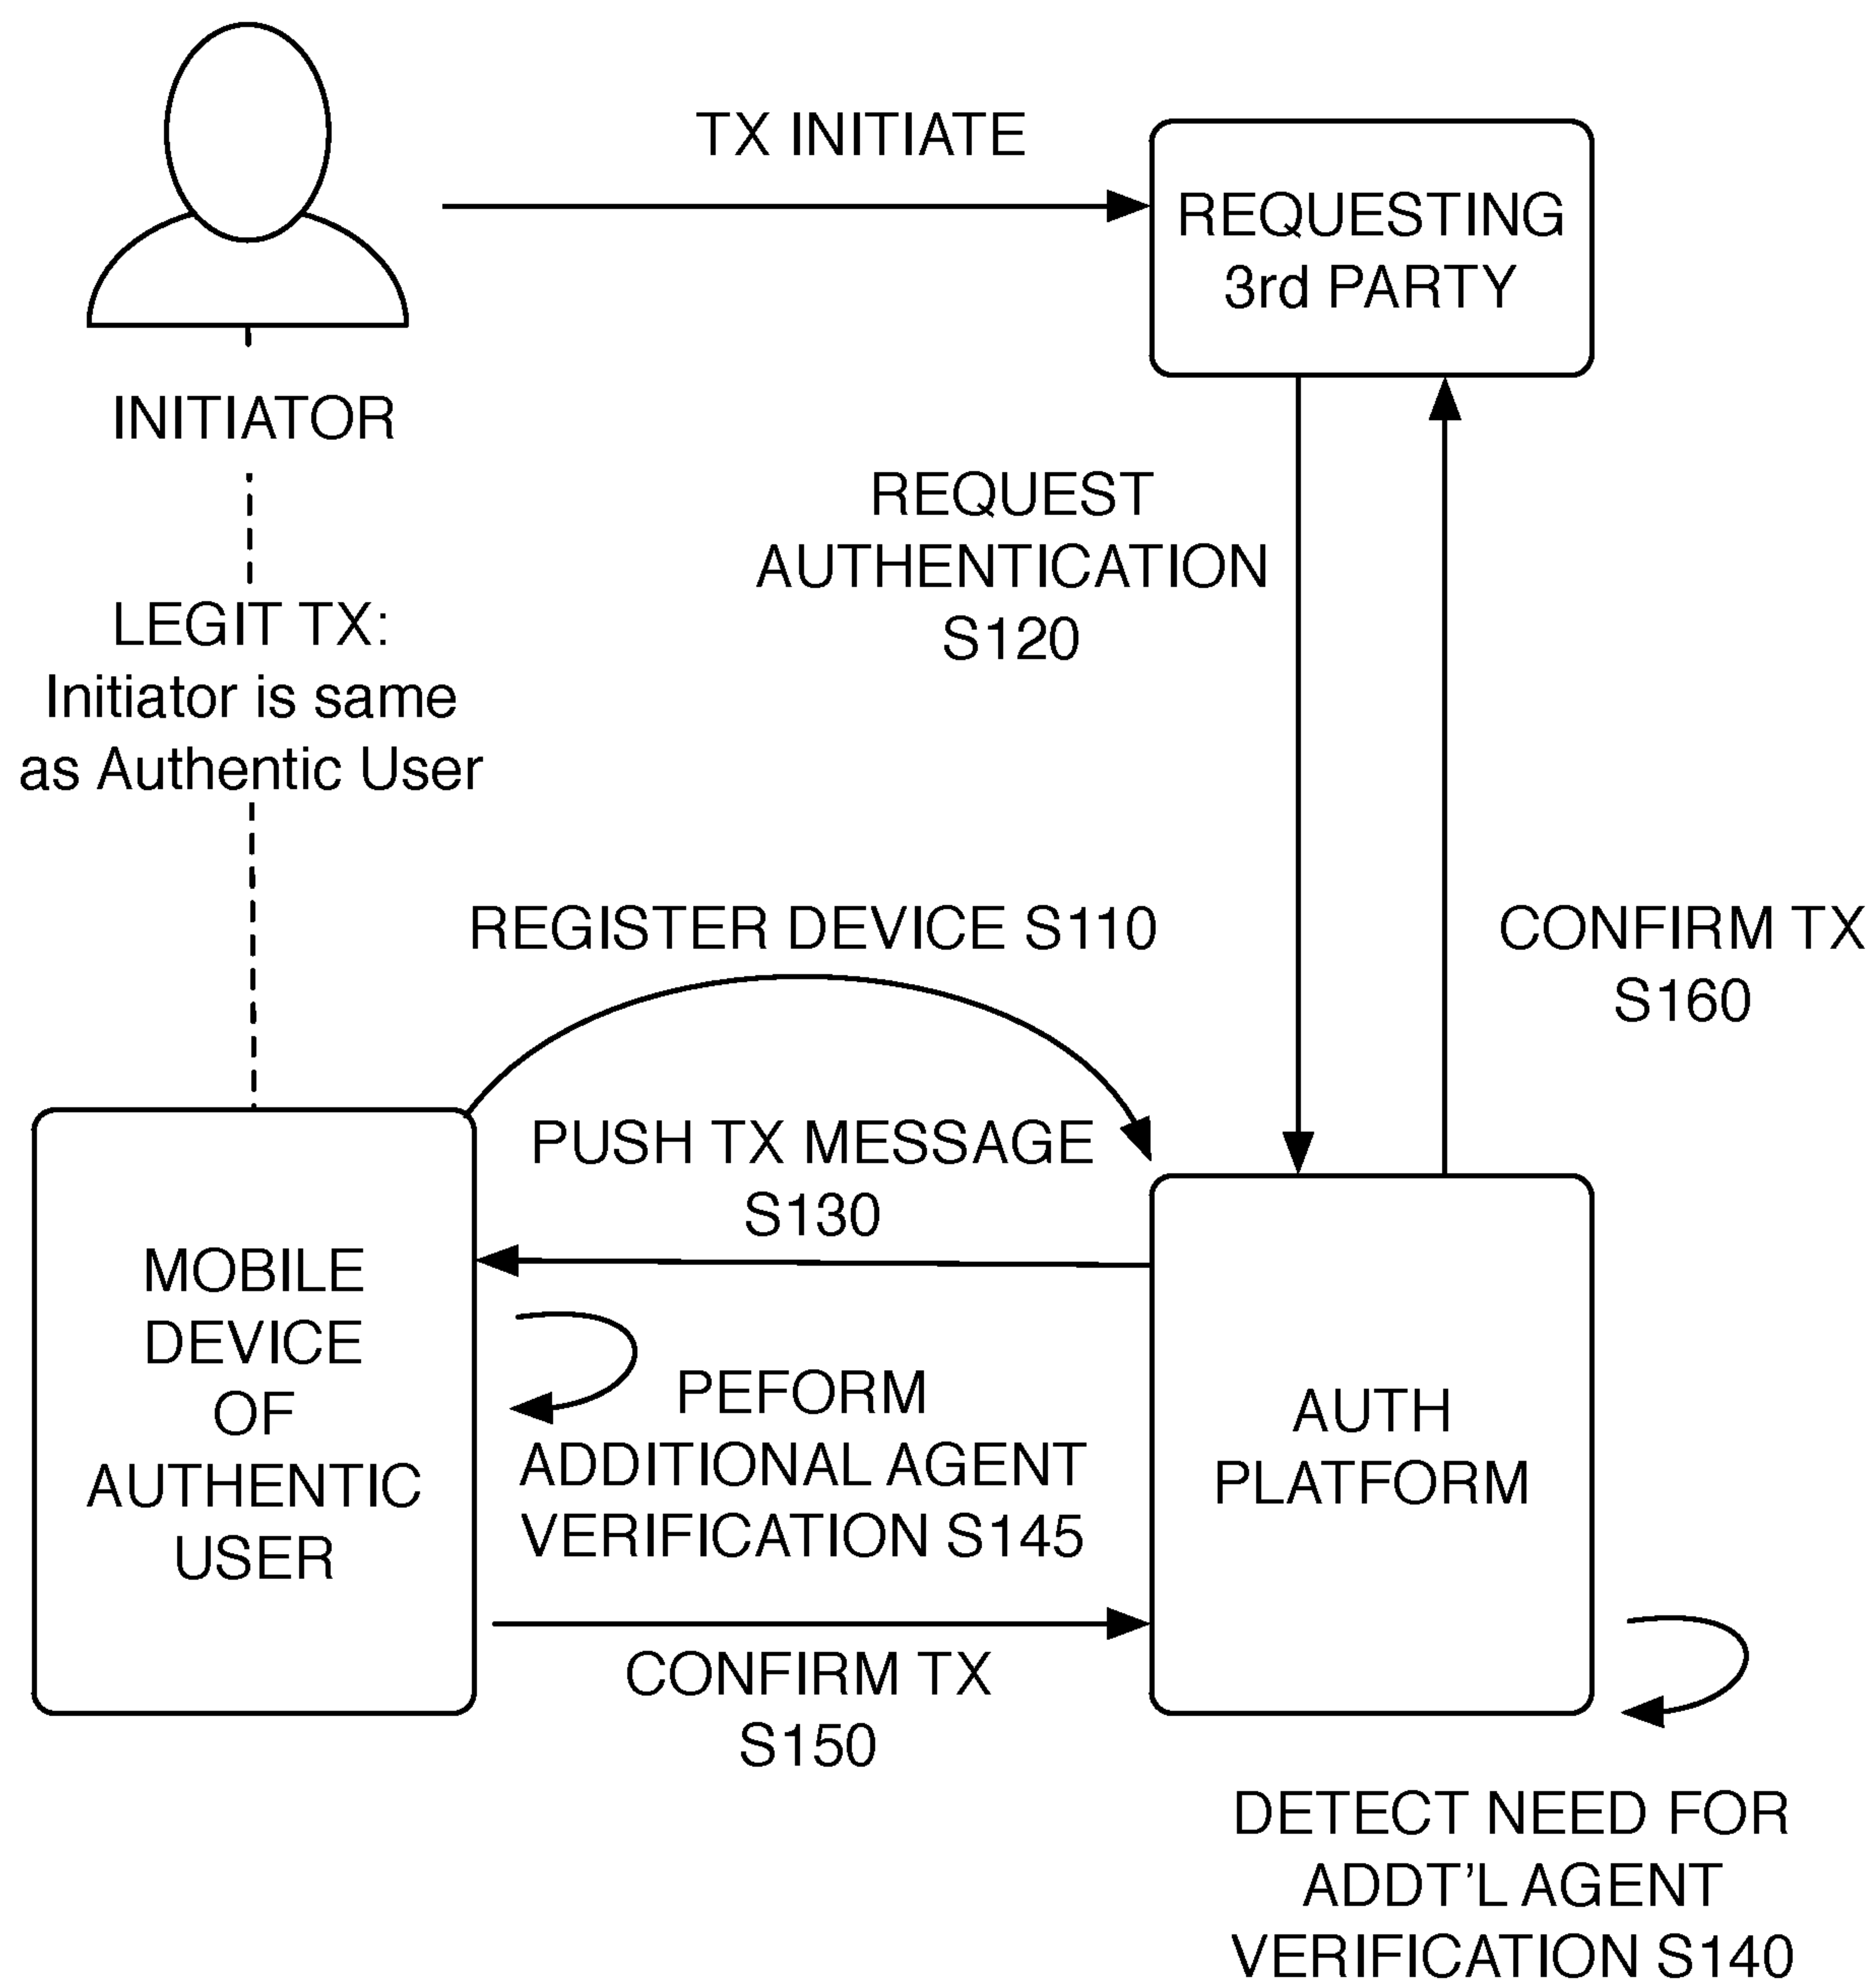 TX INITIATE
REQUESTING
3rd PARTY
INITIATOR
REQUEST
AUTHENTICATION
S120
LEGIT TX:
Initiator is same
as Authentic User
REGISTER DEVICE S110
CONFIRM TX
S160
PUSH TX MESSAGE
S130
MOBILE
DEVICE
OF
AUTHENTIC
USER
PEFORM
ADDITIONAL AGENT
VERIFICATION S145
AUTH
PLATFORM
CONFIRM TX
S150
DETECT NEED FOR
ADDT'L AGENT
VERIFICATION S140